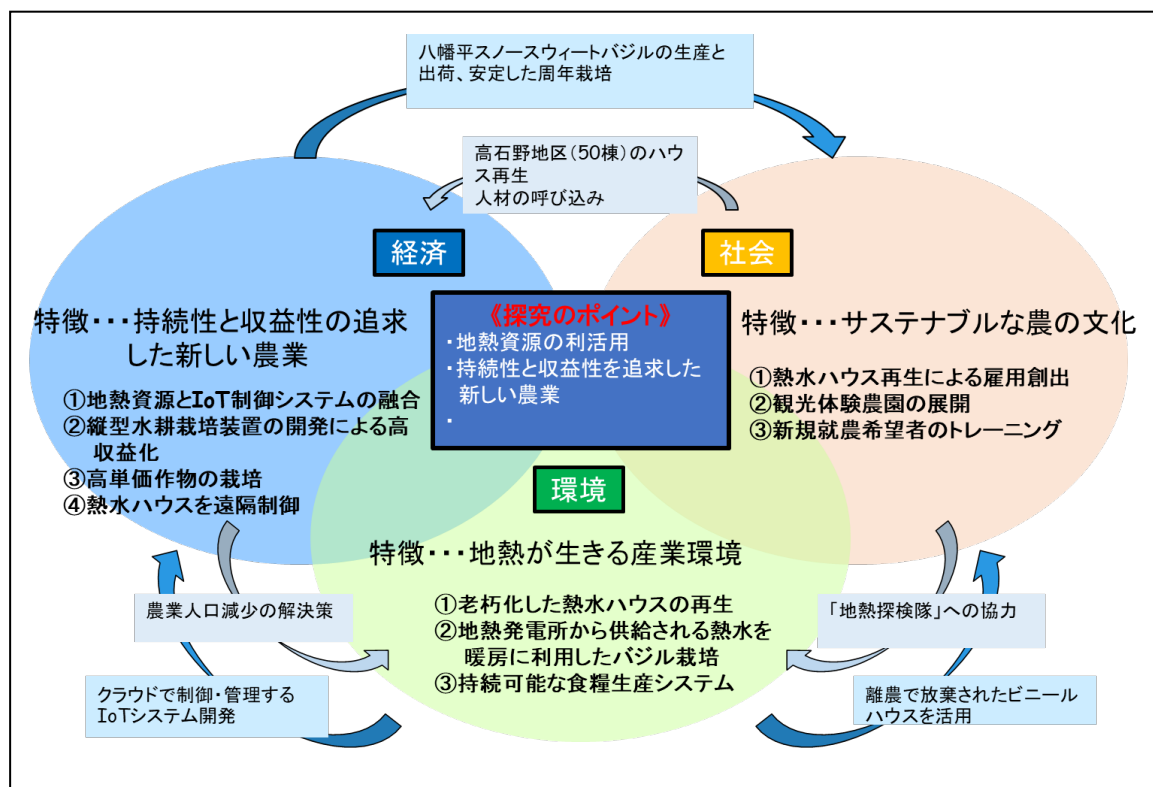 八幡平スノースウィートバジルの生産と
出荷、安定した周年栽培
高石野地区(50棟)のハウ
ス再生
人材の呼び込み
経済
社会
特徴・・・持続性と収益性の追求
した新しい農業
①地熱資源とIoT制御システムの融合
②縦型水耕栽培装置の開発による高
収益化
③高単価作物の栽培
④熱水ハウスを遠隔制御
《探究のポイント》
・地熱資源の利活用
・持続性と収益性を追求した
新しい農業
・
特徴・・・サステナブルな農の文化
①熱水ハウス再生による雇用創出
②観光体験農園の展開
③新規就農希望者のトレーニング
環境
特徴・・・地熱が生きる産業環境
①老朽化した熱水ハウスの再生
②地熱発電所から供給される熱水を
暖房に利用したバジル栽培
③持続可能な食糧生産システム
農業人口減少の解決策
「地熱探検隊」への協力
クラウドで制御・管理する
IoTシステム開発
離農で放棄されたビニール
ハウスを活用